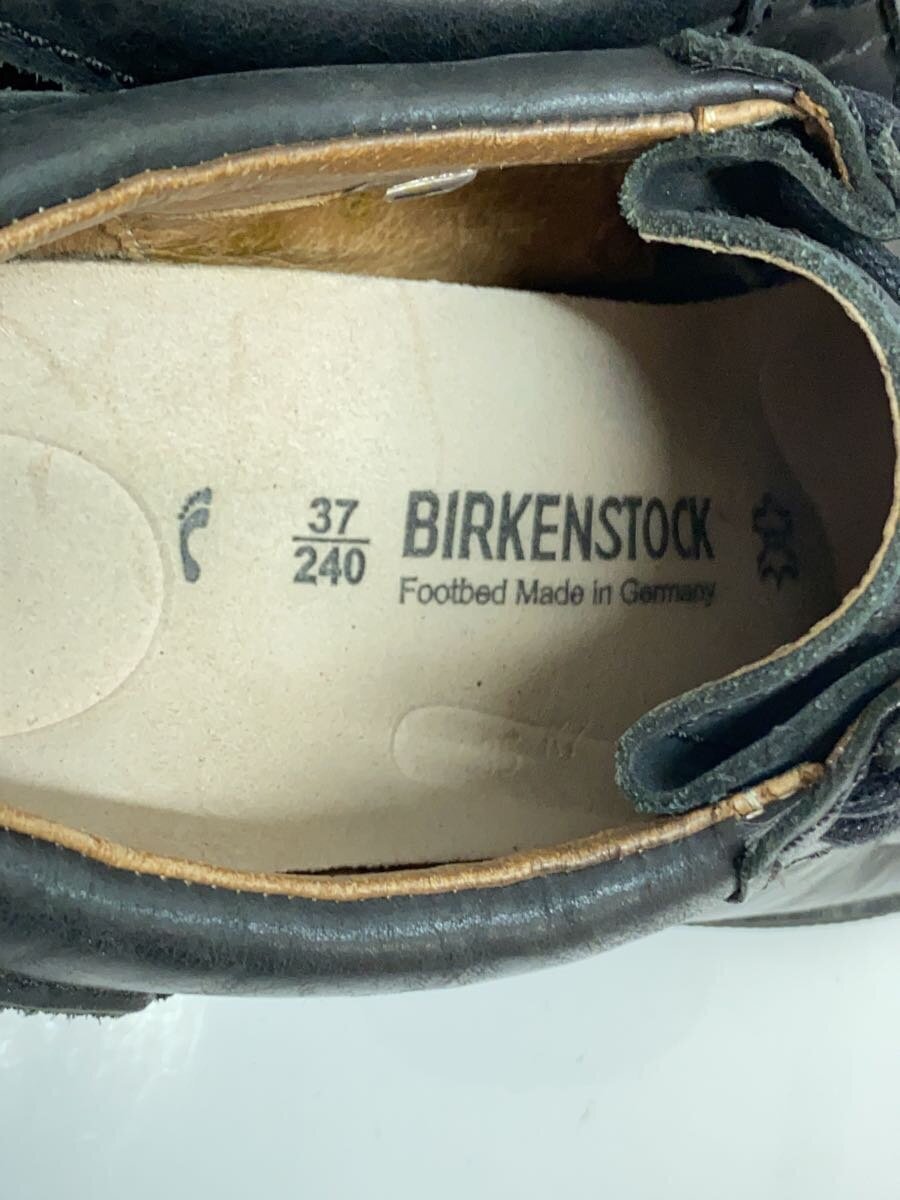 37
240
BIRKENSTOCK
Footbed Made in Germany